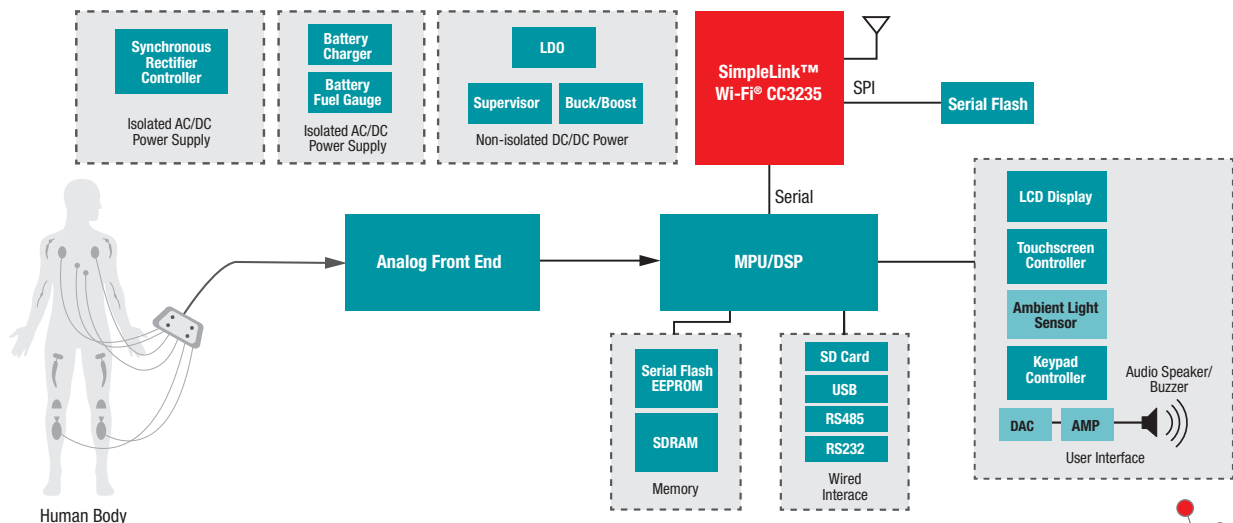 Synchronous
Rectifier
Controller
Isolated AC/DC
Power Supply
Battery
Charger
Battery
Fuel Gauge
Isolated AC/DC
Power Supply
LDO
Supervisor
Buck/Boost
Non-isolated DC/DC Power
SimpleLink™
Wi-Fi® CC3235
SPI
Serial Flash
Serial
Analog Front End
MPU/DSP
LCD Display
Touchscreen
Controller
Ambient Light
Sensor
Keypad
Controller
Audio Speaker/
Buzzer
DAC
AMP
User Interface
Serial Flash
EEPROM
SDRAM
Memory
SD Card
USB
RS485
RS232
Wired
Interace
Human Body